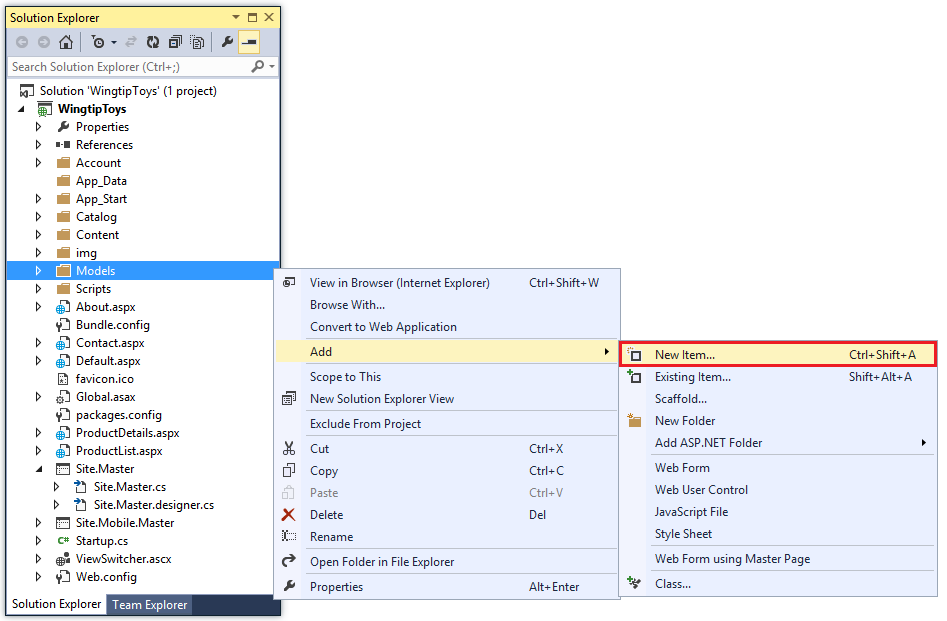 Solution Explorer
Search Solution Explorer (Ctrl+;)
Solution 'WingtipToys' (1 project)
WingtipToys
Properties
References
Account
App_Data
App_Start
Catalog
Content
img
Models
Scripts
About.aspx
Bundle.config
Contact.aspx
Default.aspx
favicon.ico
Global.asax
packages.config
ProductDetails.aspx
ProductList.aspx
Site.Master
Site.Master.cs
Site.Master.designer.cs
Site.Mobile.Master
C# Startup.cs
ViewSwitcher.ascx
Web.config
Solution Explorer Team Explorer
View in Browser (Internet Explorer) Ctrl+Shift+W
Browse With...
Convert to Web Application
Add
Scope to This
New Solution Explorer View
Exclude From Project
Cut Ctrl+X
Copy Ctrl+C
Paste Ctrl+V
Delete Del
Rename
Open Folder in File Explorer
Properties Alt+Enter
New Item... Ctrl+Shift+A
Existing Item... Shift+Alt+A
Scaffold...
New Folder
Add ASP.NET Folder
Web Form
Web User Control
JavaScript File
Style Sheet
Web Form using Master Page
Class...